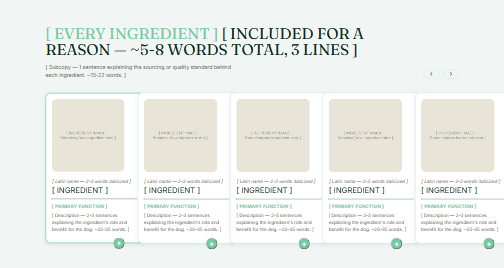 [ EVERY INGREDIENT ] [ INCLUDED FOR A
REASON — ~5-8 WORDS TOTAL, 3 LINES ]
[ Subcopy — 1 sentence explaining the sourcing or quality standard behind
each ingredient. ~15-22 words. ]
[ Latin name — 2-3 words italicized ]
[ INGREDIENT ]
[ PRIMARY FUNCTION ]
[ Description — 2-3 sentences
explaining the ingredient's role and
benefit for the dog. ~20-35 words. ]
[ Latin name — 2-3 words italicized ]
[ INGREDIENT ]
[ PRIMARY FUNCTION ]
[ Description — 2-3 sentences
explaining the ingredient's role and
benefit for the dog. ~20-35 words. ]
[ Latin name — 2-3 words italicized ]
[ INGREDIENT ]
[ PRIMARY FUNCTION ]
[ Description — 2-3 sentences
explaining the ingredient's role and
benefit for the dog. ~20-35 words. ]
[ Latin name — 2-3 words italicized ]
[ INGREDIENT ]
[ PRIMARY FUNCTION ]
[ Description — 2-3 sentences
explaining the ingredient's role and
benefit for the dog. ~20-35 words. ]
[ Latin name — 2-3 words italicized ]
[ INGREDIENT ]
[ PRIMARY FUNCTION ]
[ Description — 2-3 sentences
explaining the ingredient's role and
benefit for the dog. ~20-35 words. ]